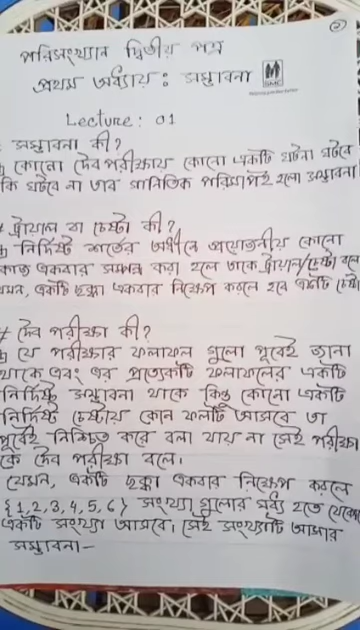 পরিসংখ্যান দ্বিতীয় পত্র
প্রথম অধ্যায় : সম্ভাবনা
SMC
Lecture : 01
সম্ভাবনা কী?
কোনো দৈব পরীক্ষায় কোনো একটি ঘটনা ঘটবে
কি ঘটবে না তার গানিতিক পরিমাপই হলো সম্ভাবনা
# ট্রায়াল বা চেষ্টা কী?
নির্দিষ্ট শর্তের অধীনে প্রয়োজনীয় কোনো
কাজ একবার সম্পন্ন করা হলে তাকে ট্রায়াল/চেষ্টা বলে
যেমন, একটি ছক্কা একবার নিক্ষেপ করলে হবে একটি চেষ্টা
# দৈব পরীক্ষা কী?
যে পরীক্ষার ফলাফল গুলো পূর্বেই জানা
থাকে এবং এর প্রত্যেকটি ফলাফলের একটি
নির্দিষ্ট সম্ভাবনা থাকে কিন্তু কোনো একটি
নির্দিষ্ট চেষ্টায় কোন ফলটি আসবে তা
পূর্বেই নিশ্চিত করে বলা যায় না সেই পরীক্ষা
কে দৈব পরীক্ষা বলে।
যেমন, একটি ছক্কা একবার নিক্ষেপ করলে
{1,2,3,4,5,6} সংখ্যা গুলোর মধ্য হতে
একটি সংখ্যা আসবে। সেই সংখ্যাটি আসার
সম্ভাবনা–